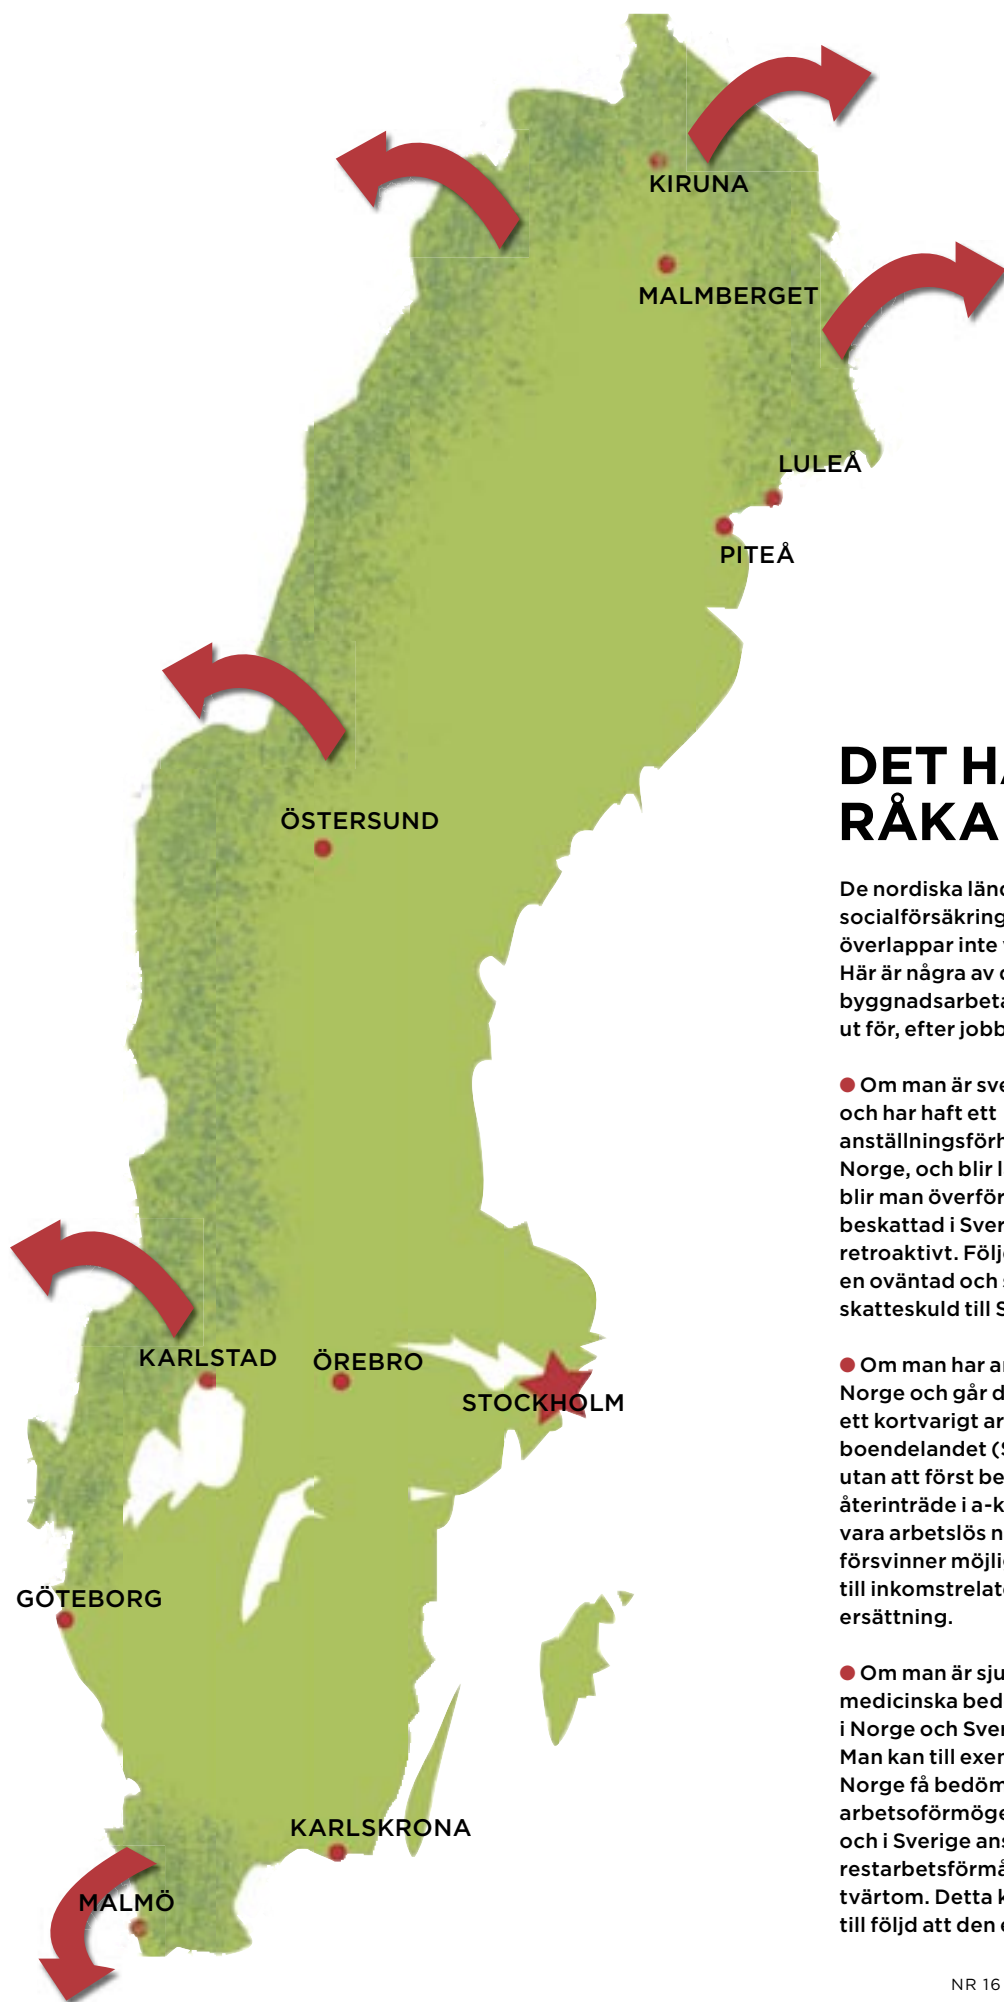 KIRUNA
MALMBERGET
LULEÅ
PITEÅ
ÖSTERSUND
KARLSTAD
ÖREBRO
STOCKHOLM
GÖTEBORG
KARLSKRONA
MALMÖ
DET HÄ
RÅKA
De nordiska länd
socialförsäkring
överlappar inte
Här är några av
byggnadsarbeta
ut för, efter jobb
● Om man är sve
och har haft ett
anställningsförh
Norge, och blir l
blir man överför
beskattad i Sver
retroaktivt. Följ
en oväntad och s
skatteskuld till S
● Om man har ar
Norge och går d
ett kortvarigt ar
boendelandet (S
utan att först be
återinträde i a-k
vara arbetslös n
försvinner möjli
till inkomstrelat
ersättning.
● Om man är sju
medicinska bed
i Norge och Sver
Man kan till exem
Norge få bedöm
arbetsoförmöge
och i Sverige ans
restarbetsförmå
tvärtom. Detta k
till följd att den e
NR 16